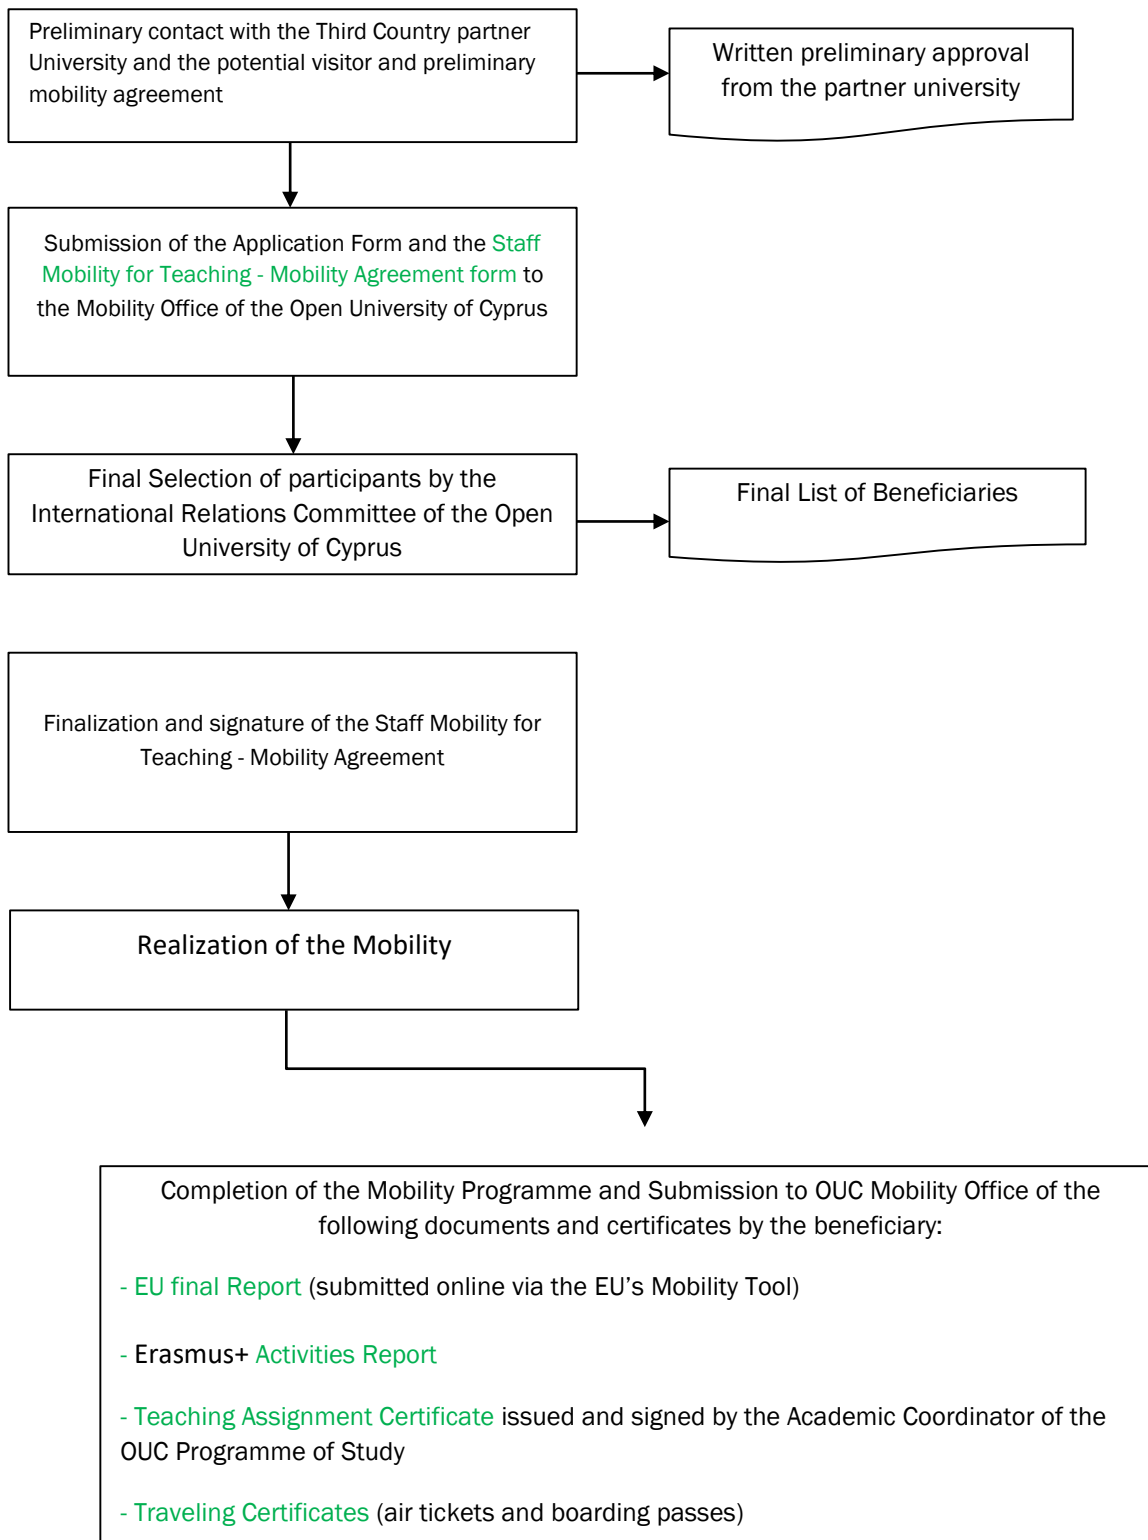 Preliminary contact with the Third Country partner
University and the potential visitor and preliminary
mobility agreement
Written preliminary approval
from the partner university
Submission of the Application Form and the Staff
Mobility for Teaching - Mobility Agreement form to
the Mobility Office of the Open University of Cyprus
Final Selection of participants by the
International Relations Committee of the Open
University of Cyprus
Final List of Beneficiaries
Finalization and signature of the Staff Mobility for
Teaching - Mobility Agreement
Realization of the Mobility
Completion of the Mobility Programme and Submission to OUC Mobility Office of the
following documents and certificates by the beneficiary:
- EU final Report (submitted online via the EU’s Mobility Tool)
- Erasmus+ Activities Report
- Teaching Assignment Certificate issued and signed by the Academic Coordinator of the
OUC Programme of Study
- Traveling Certificates (air tickets and boarding passes)